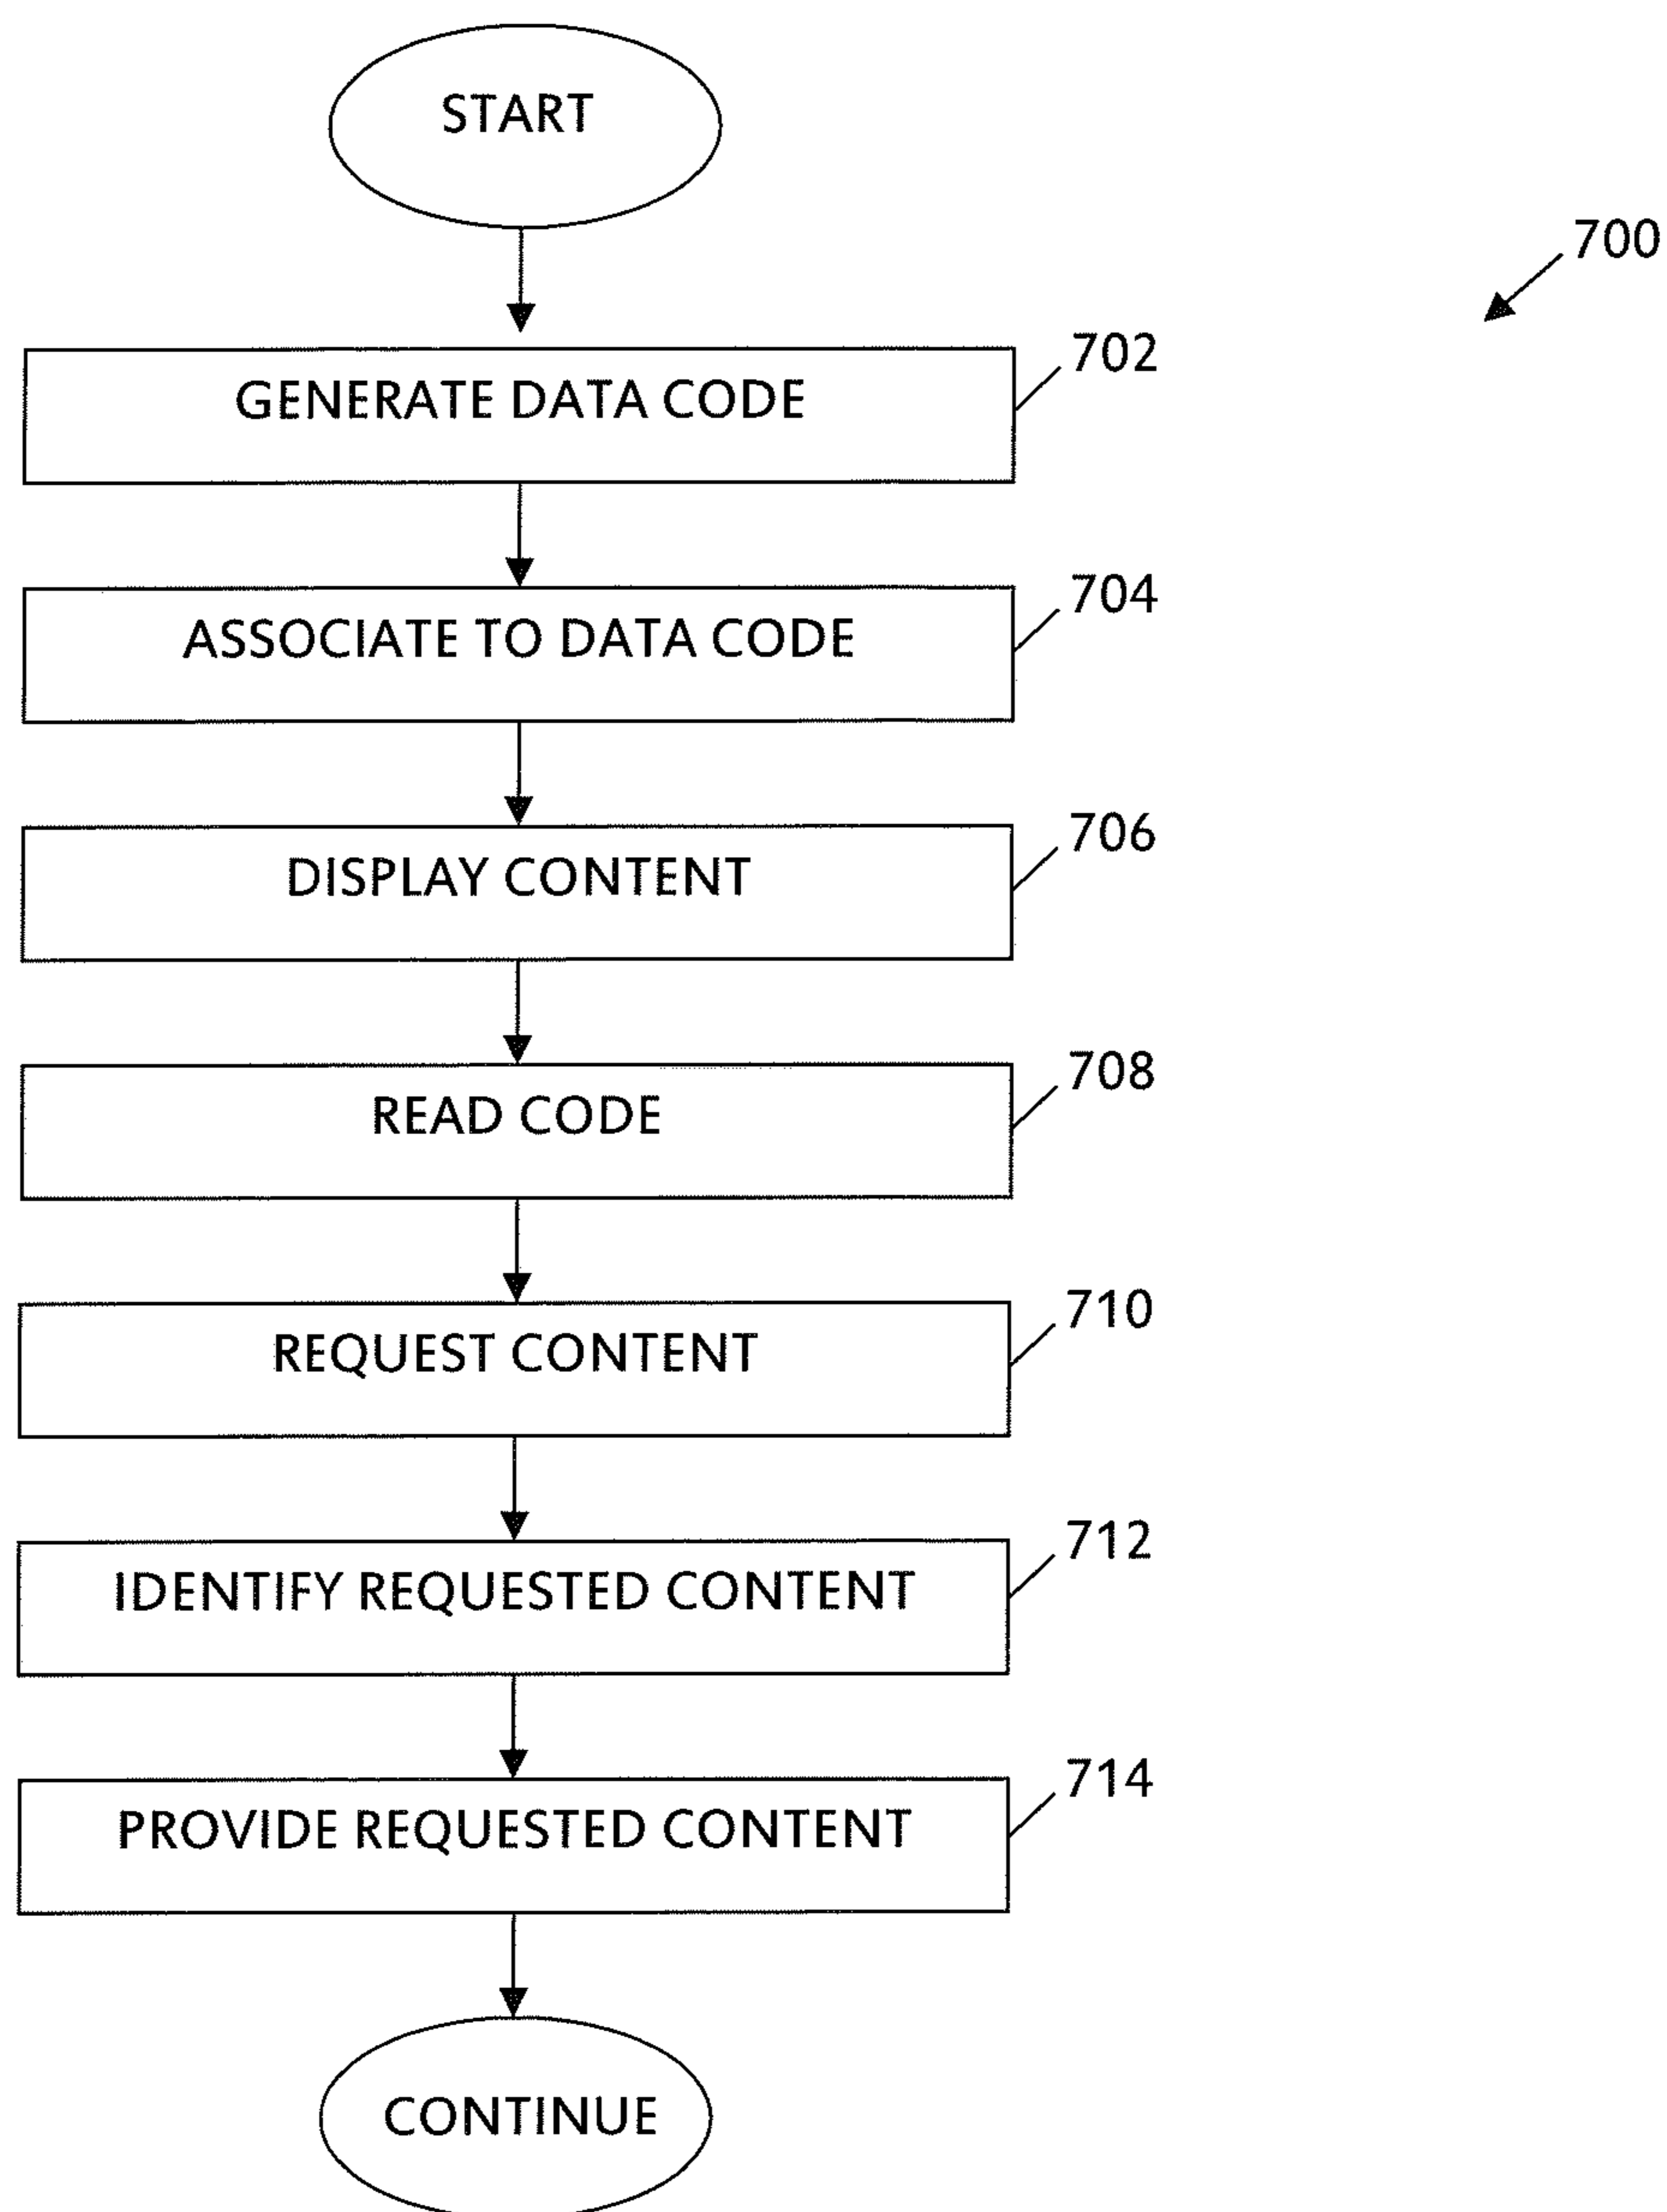 START
700
702
GENERATE DATA CODE
704
ASSOCIATE TO DATA CODE
706
DISPLAY CONTENT
708
READ CODE
710
REQUEST CONTENT
712
IDENTIFY REQUESTED CONTENT
714
PROVIDE REQUESTED CONTENT
CONTINUE